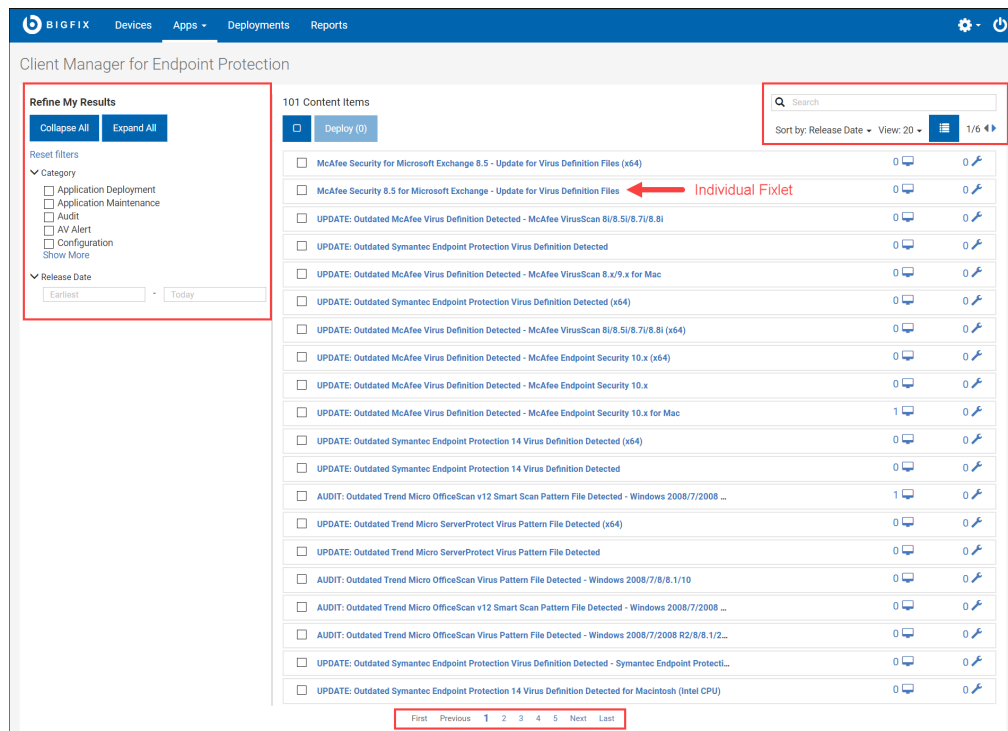 BIGFIX Devices Apps Deployments Reports
Client Manager for Endpoint Protection
Refine My Results
Collapse All Expand All
Reset filters
Category
Application Deployment
Application Maintenance
Audit
AV Alert
Configuration
Show More
Release Date
Earliest - Today
101 Content Items
Deploy (0)
Search
Sort by: Release Date View: 20 1/6
McAfee Security for Microsoft Exchange 8.5 - Update for Virus Definition Files (x64) 0 0
McAfee Security 8.5 for Microsoft Exchange - Update for Virus Definition Files Individual Fixlet 0 0
UPDATE: Outdated McAfee Virus Definition Detected - McAfee VirusScan 8i/8.5i/8.7i/8.8i 0 0
UPDATE: Outdated Symantec Endpoint Protection Virus Definition Detected 0 0
UPDATE: Outdated McAfee Virus Definition Detected - McAfee VirusScan 8.x/9.x for Mac 0 0
UPDATE: Outdated Symantec Endpoint Protection Virus Definition Detected (x64) 0 0
UPDATE: Outdated McAfee Virus Definition Detected - McAfee VirusScan 8i/8.5i/8.7i/8.8i (x64) 0 0
UPDATE: Outdated McAfee Virus Definition Detected - McAfee Endpoint Security 10.x (x64) 0 0
UPDATE: Outdated McAfee Virus Definition Detected - McAfee Endpoint Security 10.x 0 0
UPDATE: Outdated McAfee Virus Definition Detected - McAfee Endpoint Security 10.x for Mac 1 0
UPDATE: Outdated Symantec Endpoint Protection 14 Virus Definition Detected (x64) 0 0
UPDATE: Outdated Symantec Endpoint Protection 14 Virus Definition Detected 0 0
AUDIT: Outdated Trend Micro OfficeScan v12 Smart Scan Pattern File Detected - Windows 2008/7/2008 ... 1 0
UPDATE: Outdated Trend Micro ServerProtect Virus Pattern File Detected (x64) 0 0
UPDATE: Outdated Trend Micro ServerProtect Virus Pattern File Detected 0 0
AUDIT: Outdated Trend Micro OfficeScan Virus Pattern File Detected - Windows 2008/7/8/8.1/10 0 0
AUDIT: Outdated Trend Micro OfficeScan v12 Smart Scan Pattern File Detected - Windows 2008/7/2008 ... 0 0
AUDIT: Outdated Trend Micro OfficeScan Virus Pattern File Detected - Windows 2008/7/2008 R2/8/8.1/2... 0 0
UPDATE: Outdated Symantec Endpoint Protection Virus Definition Detected - Symantec Endpoint Protecti... 0 0
UPDATE: Outdated Symantec Endpoint Protection 14 Virus Definition Detected for Macintosh (Intel CPU) 0 0
First Previous 1 2 3 4 5 Next Last